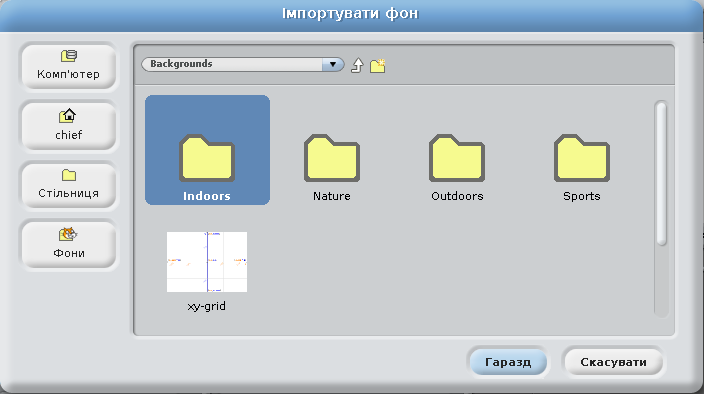 Імпортувати фон
Комп'ютер
chief
Стільниця
Фони
Backgrounds
Indoors
Nature
Outdoors
Sports
xy-grid
Гаразд
Скасувати